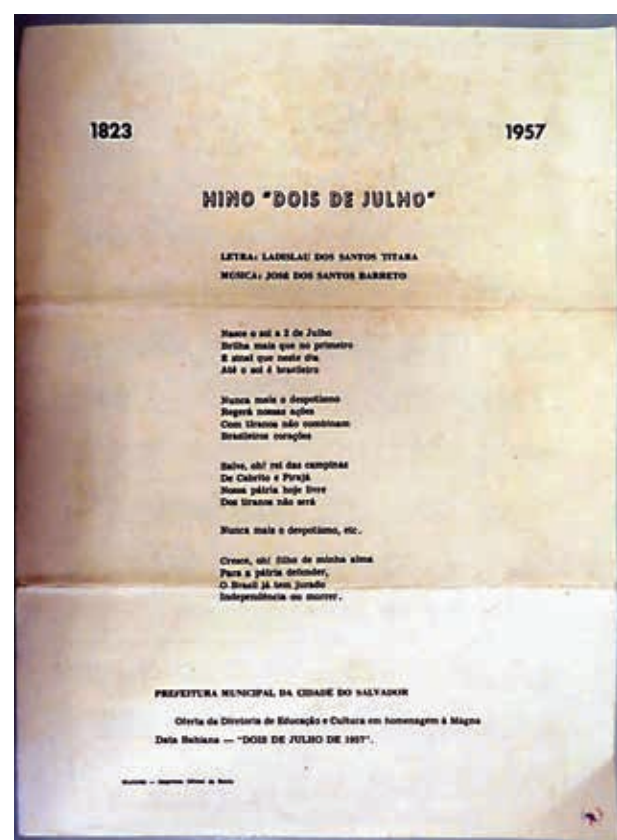 1823 1957
HINO "DOIS DE JULHO"
LETRA: LADISLAU DOS SANTOS TITARA
MÚSICA: JOSÉ DOS SANTOS BARRETO
Nasce o sol a 2 de Julho
Brilha mais que no primeiro
É sinal que neste dia
Até o sol é brasileiro
Nunca mais o despotismo
Regerá nossas ações
Com tiranos não combinam
Brasileiros corações
Salve, oh! rei das campinas
De Cabrito e Pirajá
Nossa pátria hoje livre
Dos tiranos não será
Nunca mais o despotismo, etc.
Cresce, oh! filho de minha alma
Para a pátria defender,
O Brasil já tem jurado
Independência ou morrer.
PREFEITURA MUNICIPAL DA CIDADE DO SALVADOR
Oferta da Diretoria de Educação e Cultura em homenagem à Magna
Data Bahiana — "DOIS DE JULHO DE 1957".